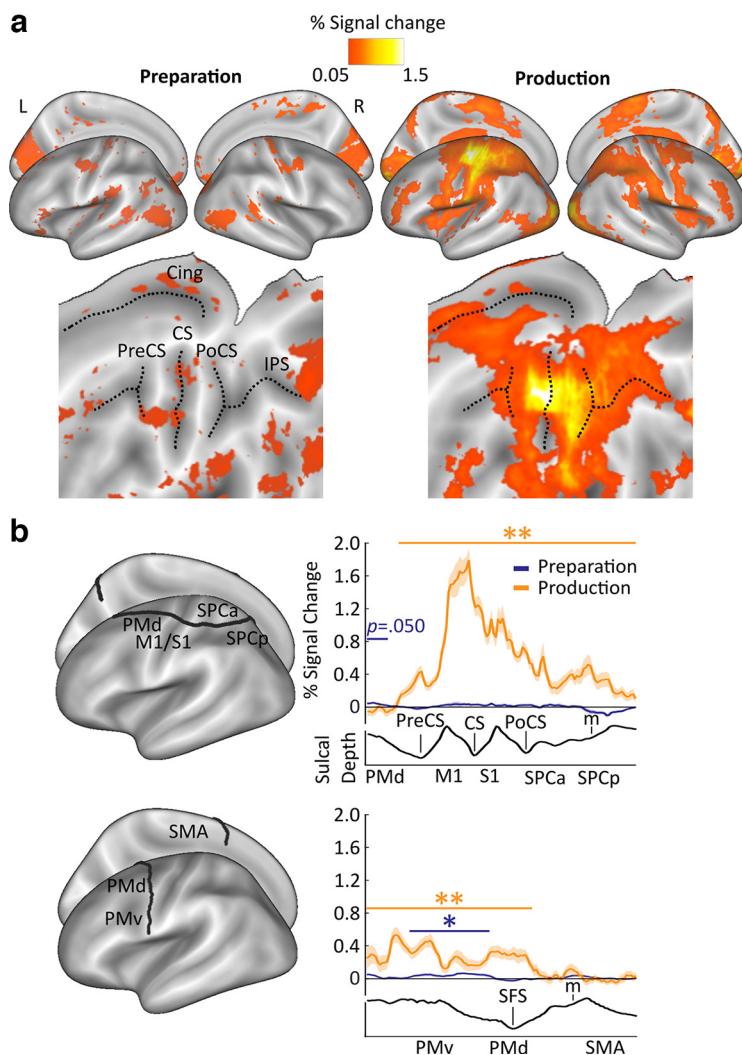 a
% Signal change
0.05 1.5
Preparation Production
L R
Cing
CS
PreCS PoCS
IPS
b
2.0
**
Preparation
Production
1.6
1.2
p=.050
0.8
0.4
0
% Signal Change
SPCa
PMd
M1/S1 SPCp
PreCS CS PoCS m
Sulcal
Depth
PMd M1 S1 SPCa SPCp
2.0
1.6
1.2
**
0.8
*
0.4
0
SMA
PMd
PMv
SFS m
PMv PMd SMA